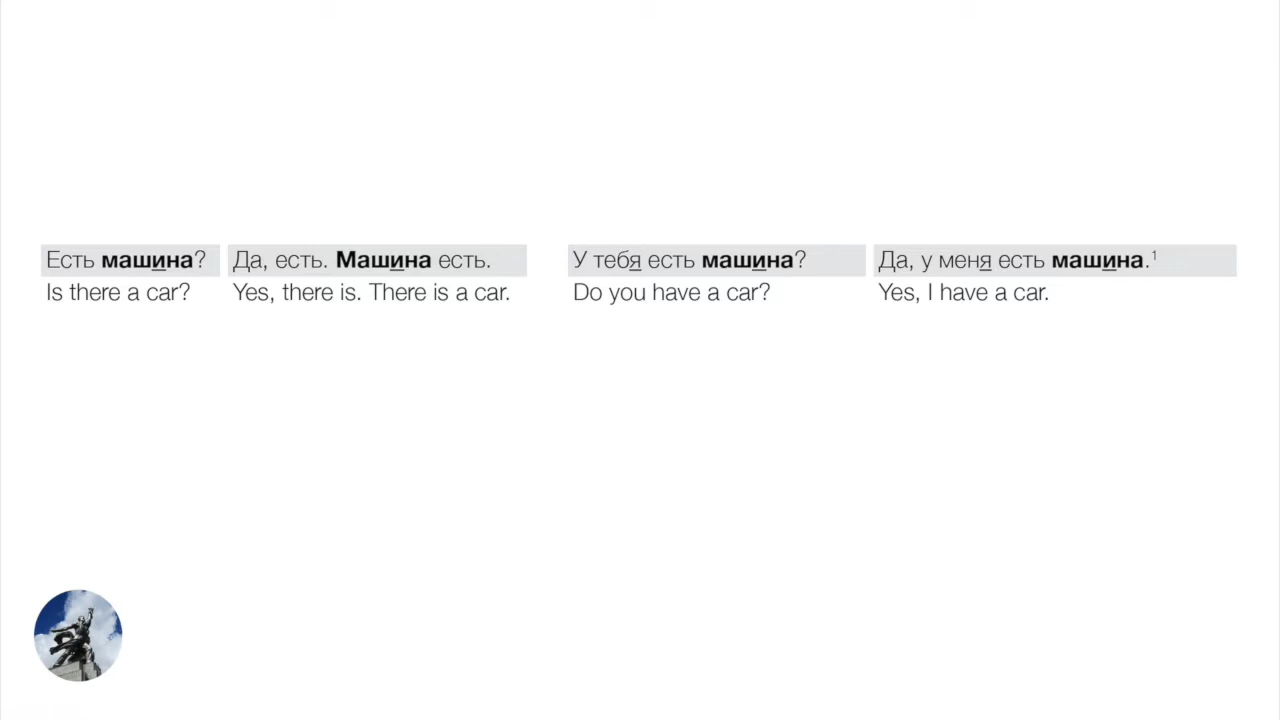 Есть машина? Да, есть. Машина есть. У тебя есть машина? Да, у меня есть машина.¹
Is there a car? Yes, there is. There is a car. Do you have a car? Yes, I have a car.